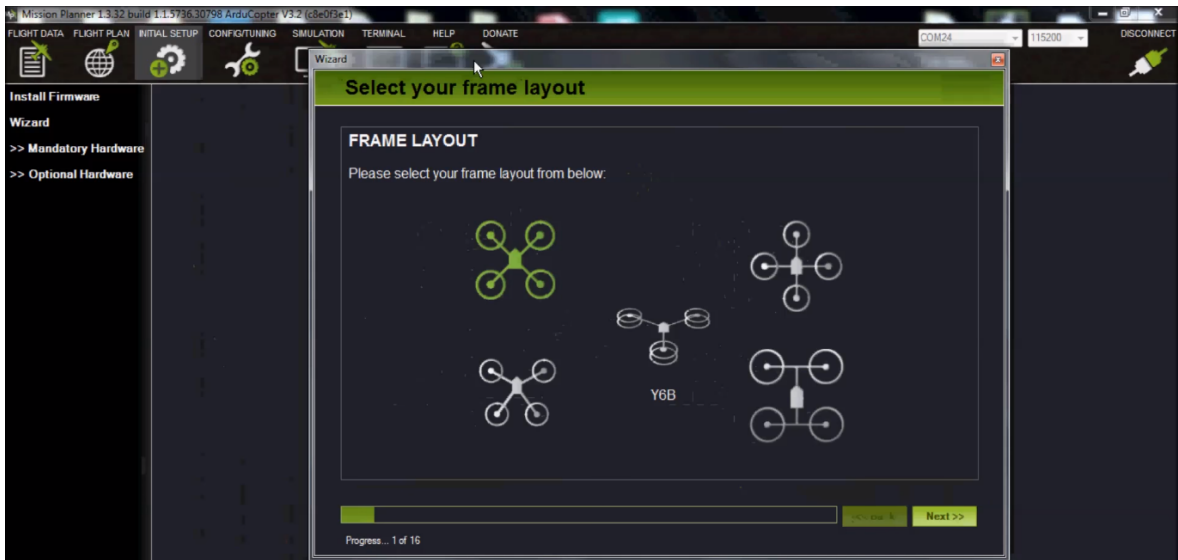 Mission Planner 1.3.32 build 1.1.5736.30798 ArduCopter V3.2 (c8e0f3e1)
FLIGHT DATA FLIGHT PLAN INITIAL SETUP CONFIG/TUNING SIMULATION TERMINAL HELP DONATE
COM24 115200 DISCONNECT
Wizard
Select your frame layout
Install Firmware
Wizard
>> Mandatory Hardware
>> Optional Hardware
FRAME LAYOUT
Please select your frame layout from below:
Y6B
Next >>
Progress... 1 of 16